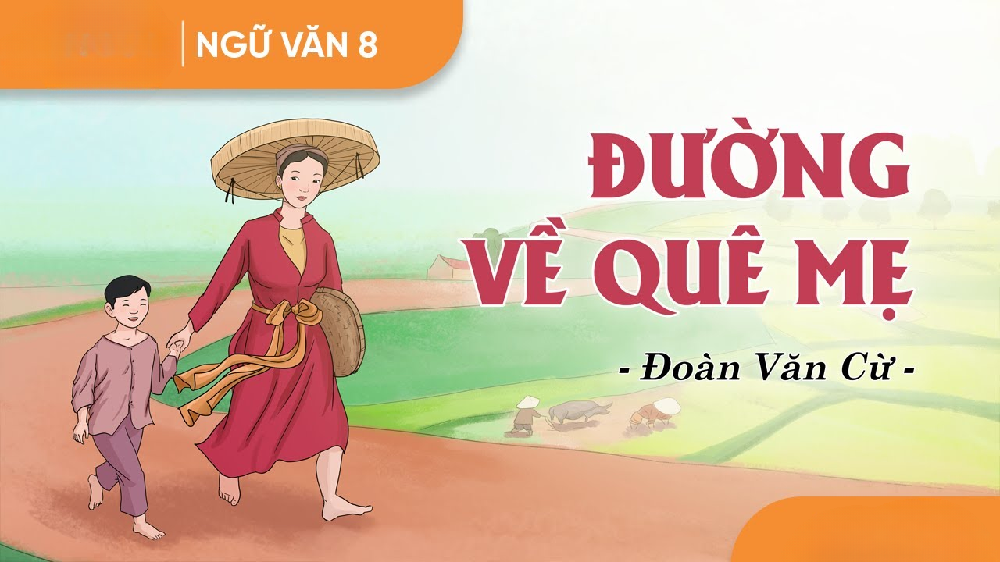 NGỮ VĂN 8
ĐƯỜNG
VỀ QUÊ MẸ
- Đoàn Văn Cừ -